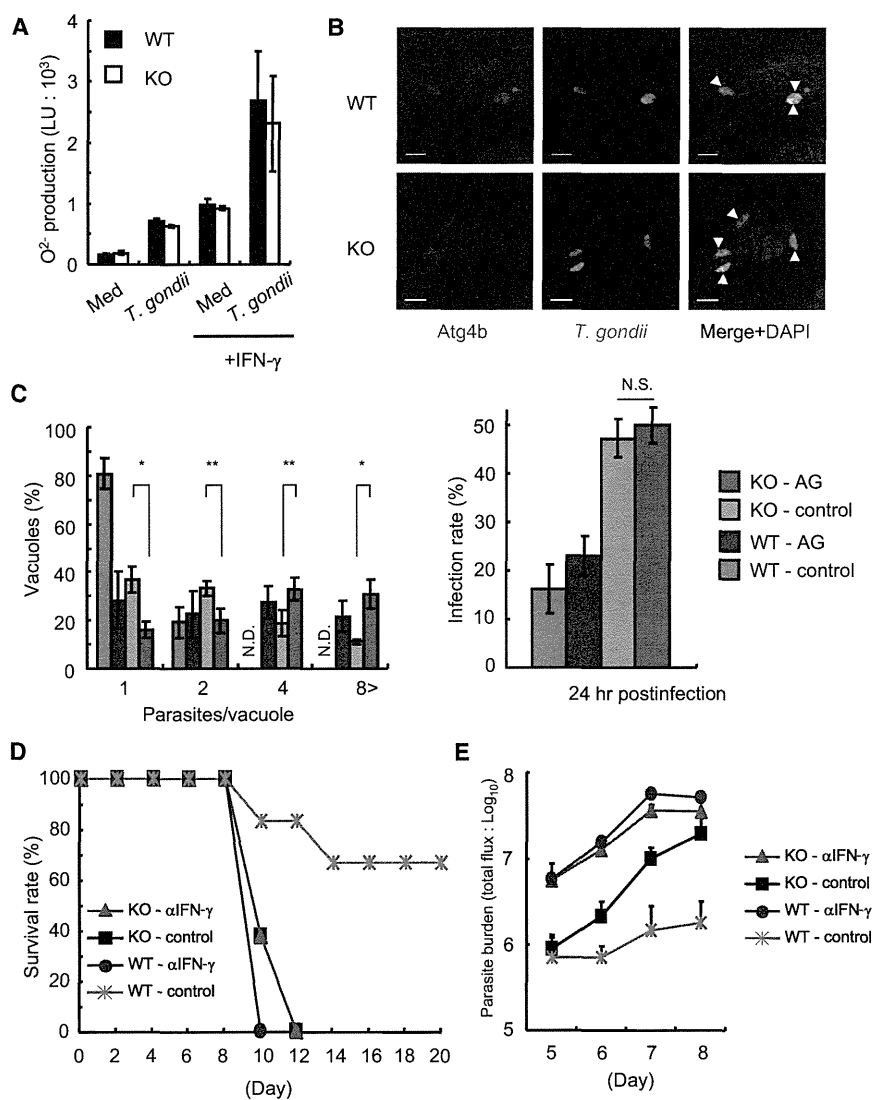 A
WT
KO
O²⁻ production (LU : 10³)
4
3
2
1
0
Med
T. gondii
Med
T. gondii
+IFN-γ
B
WT
KO
Atg4b
T. gondii
Merge+DAPI
C
Vacuoles (%)
100
80
60
40
20
0
*
**
**
*
N.D.
N.D.
1
2
4
8>
Parasites/vacuole
N.S.
Infection rate (%)
50
40
30
20
10
0
24 hr postinfection
KO - AG
KO - control
WT - AG
WT - control
D
Survival rate (%)
100
80
60
40
20
0
KO - αIFN-γ
KO - control
WT - αIFN-γ
WT - control
0 2 4 6 8 10 12 14 16 18 20
(Day)
E
Parasite burden (total flux : Log₁₀)
8
7
6
5
5 6 7 8
(Day)
KO - αIFN-γ
KO - control
WT - αIFN-γ
WT - control